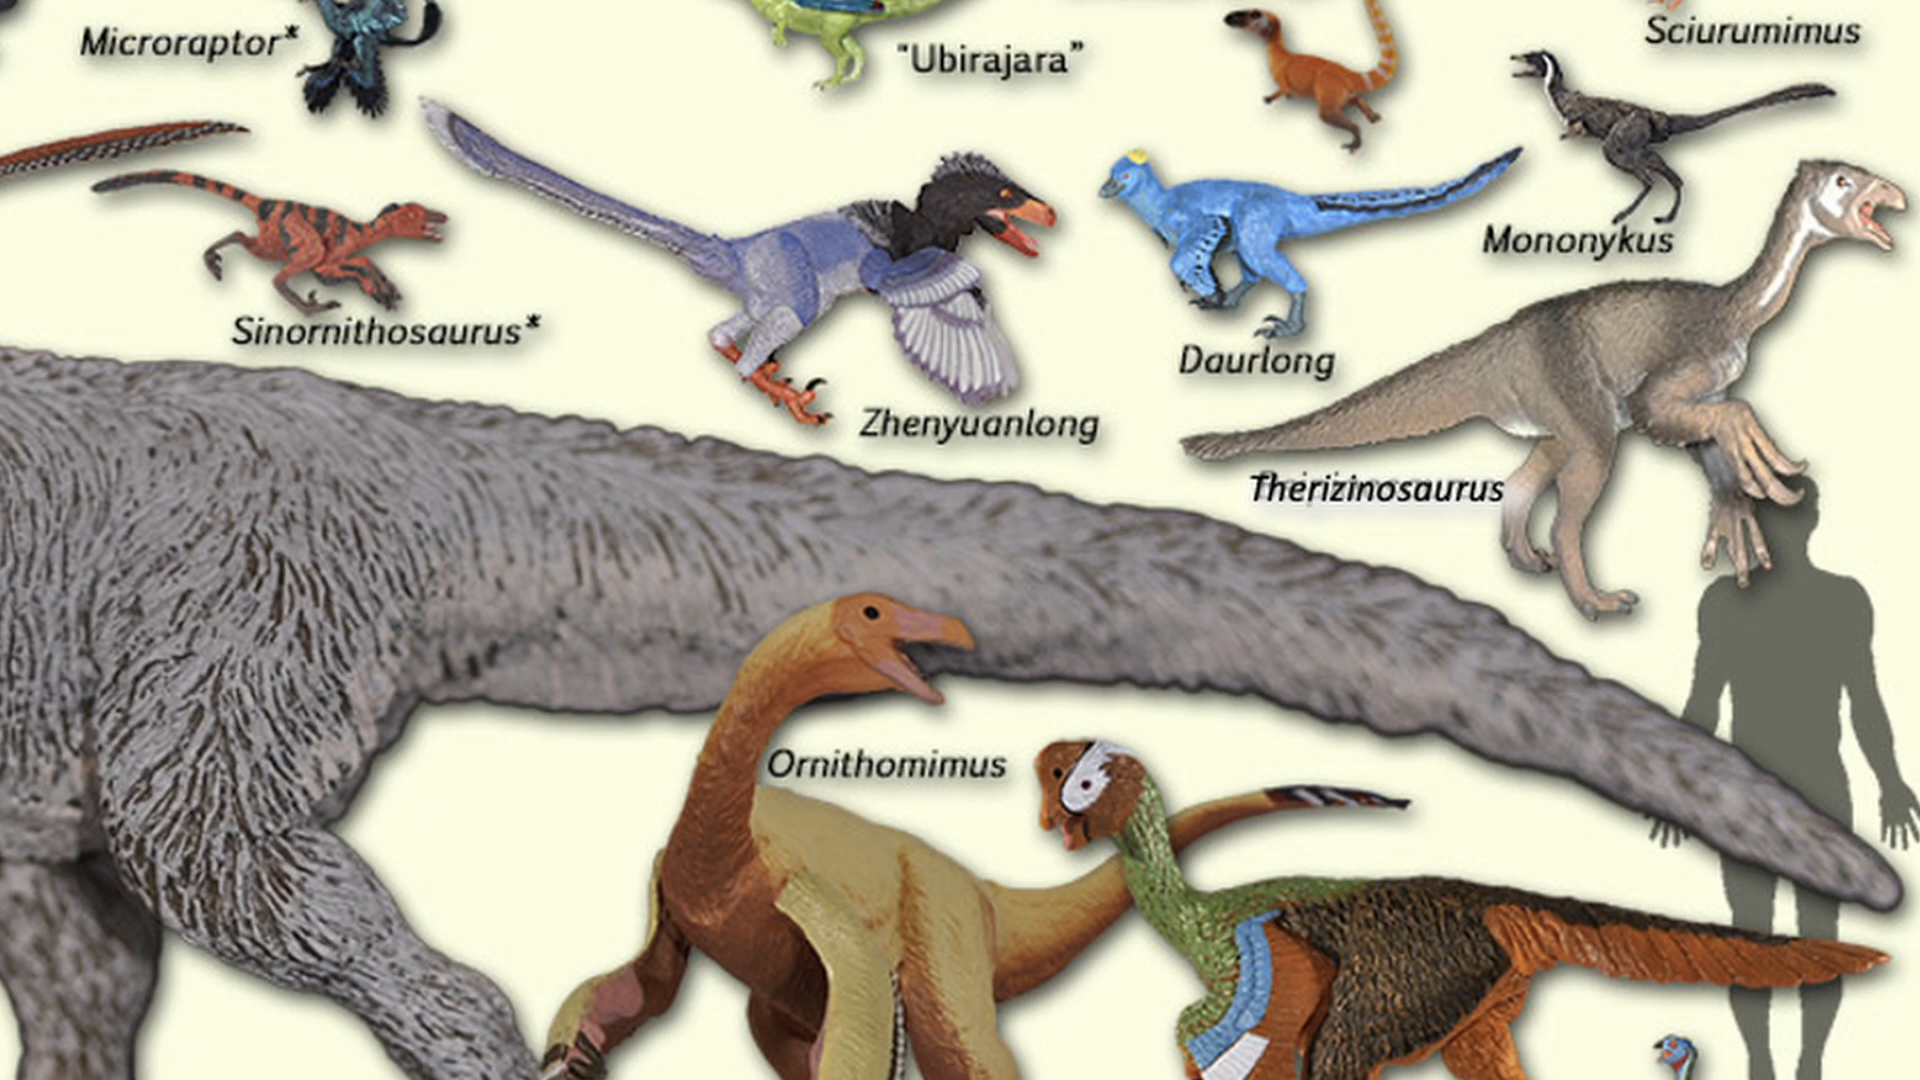 Microraptor*
"Ubirajara”
Sciurumimus
Mononykus
Sinornithosaurus*
Daurlong
Zhenyuanlong
Therizinosaurus
Ornithomimus